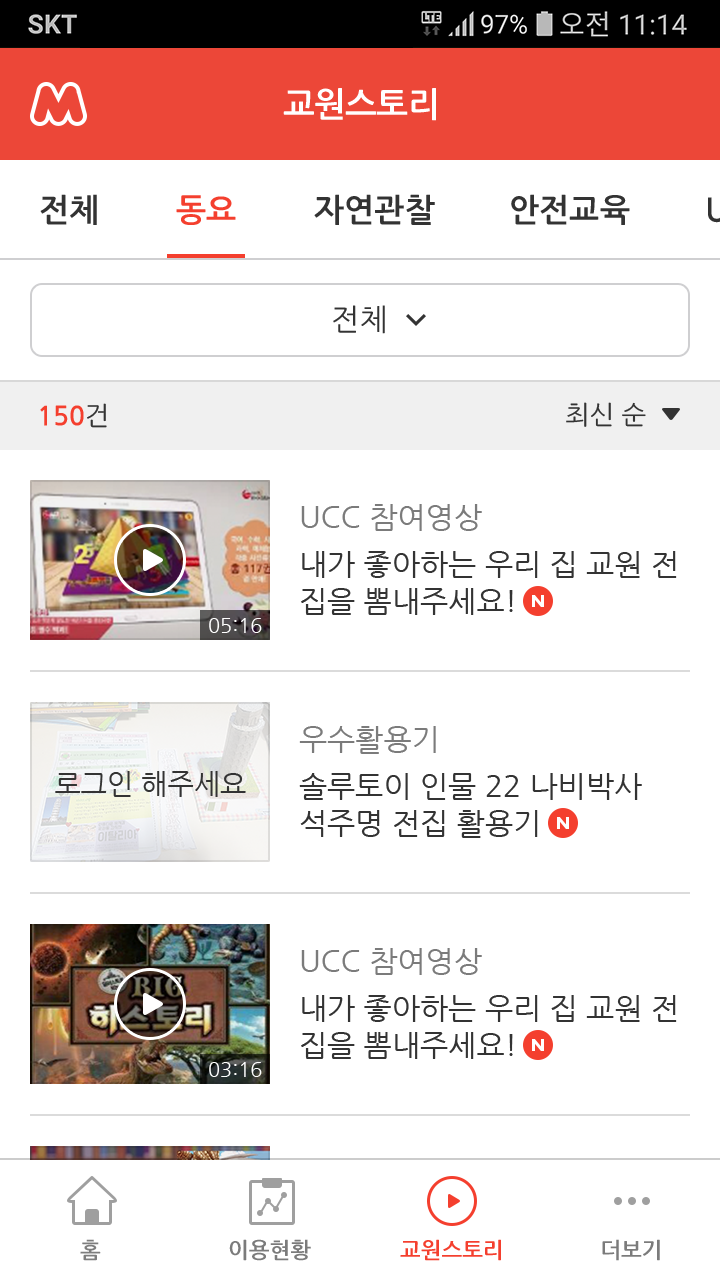 SKT
LTE 97% 오전 11:14
교원스토리
전체 동요 자연관찰 안전교육
전체
150건 최신 순
UCC 참여영상
내가 좋아하는 우리 집 교원 전
집을 뽐내주세요! N
05:16
우수활용기
로그인 해주세요
솔루토이 인물 22 나비박사
석주명 전집 활용기 N
UCC 참여영상
BIG
히스토리
내가 좋아하는 우리 집 교원 전
집을 뽐내주세요! N
03:16
홈 이용현황 교원스토리 더보기